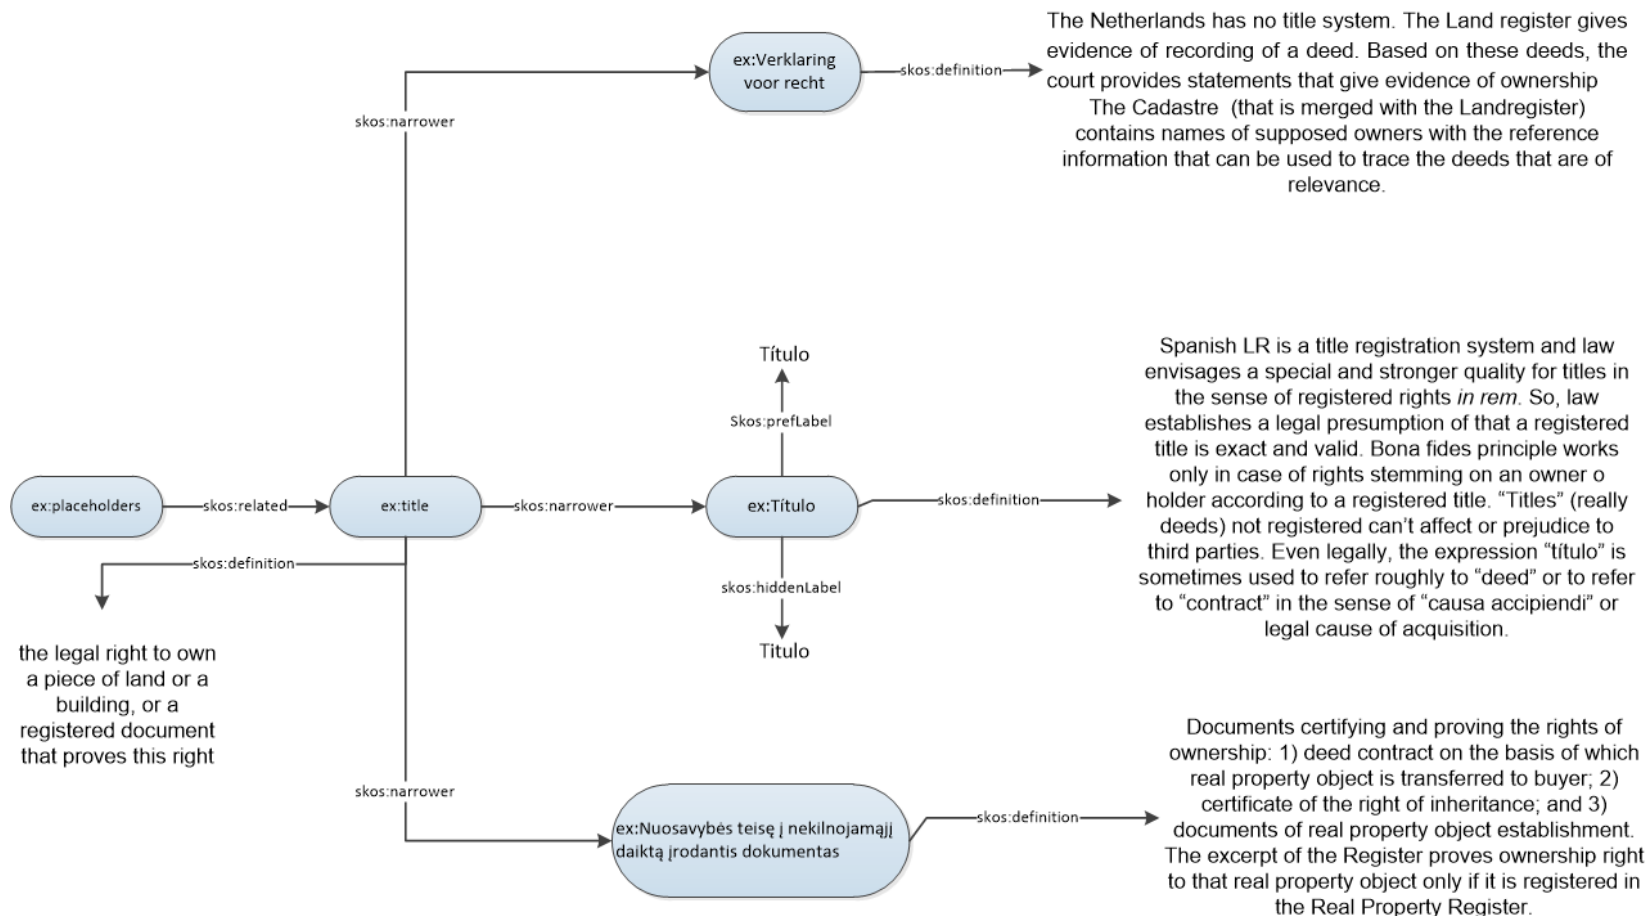 The Netherlands has no title system. The Land register gives
evidence of recording of a deed. Based on these deeds, the
court provides statements that give evidence of ownership
The Cadastre (that is merged with the Landregister)
contains names of supposed owners with the reference
information that can be used to trace the deeds that are of
relevance.
ex:Verklaring
voor recht
skos:definition
skos:narrower
Título
Skos:prefLabel
Spanish LR is a title registration system and law
envisages a special and stronger quality for titles in
the sense of registered rights in rem. So, law
establishes a legal presumption of that a registered
title is exact and valid. Bona fides principle works
only in case of rights stemming on an owner o
holder according to a registered title. “Titles” (really
deeds) not registered can’t affect or prejudice to
third parties. Even legally, the expression “título” is
sometimes used to refer roughly to “deed” or to refer
to “contract” in the sense of “causa accipiendi” or
legal cause of acquisition.
ex:placeholders
skos:related
ex:title
skos:narrower
ex:Título
skos:definition
skos:definition
skos:hiddenLabel
Titulo
the legal right to own
a piece of land or a
building, or a
registered document
that proves this right
skos:narrower
ex:Nuosavybės teisę į nekilnojamąjį
daiktą įrodantis dokumentas
skos:definition
Documents certifying and proving the rights of
ownership: 1) deed contract on the basis of which
real property object is transferred to buyer; 2)
certificate of the right of inheritance; and 3)
documents of real property object establishment.
The excerpt of the Register proves ownership right
to that real property object only if it is registered in
the Real Property Register.